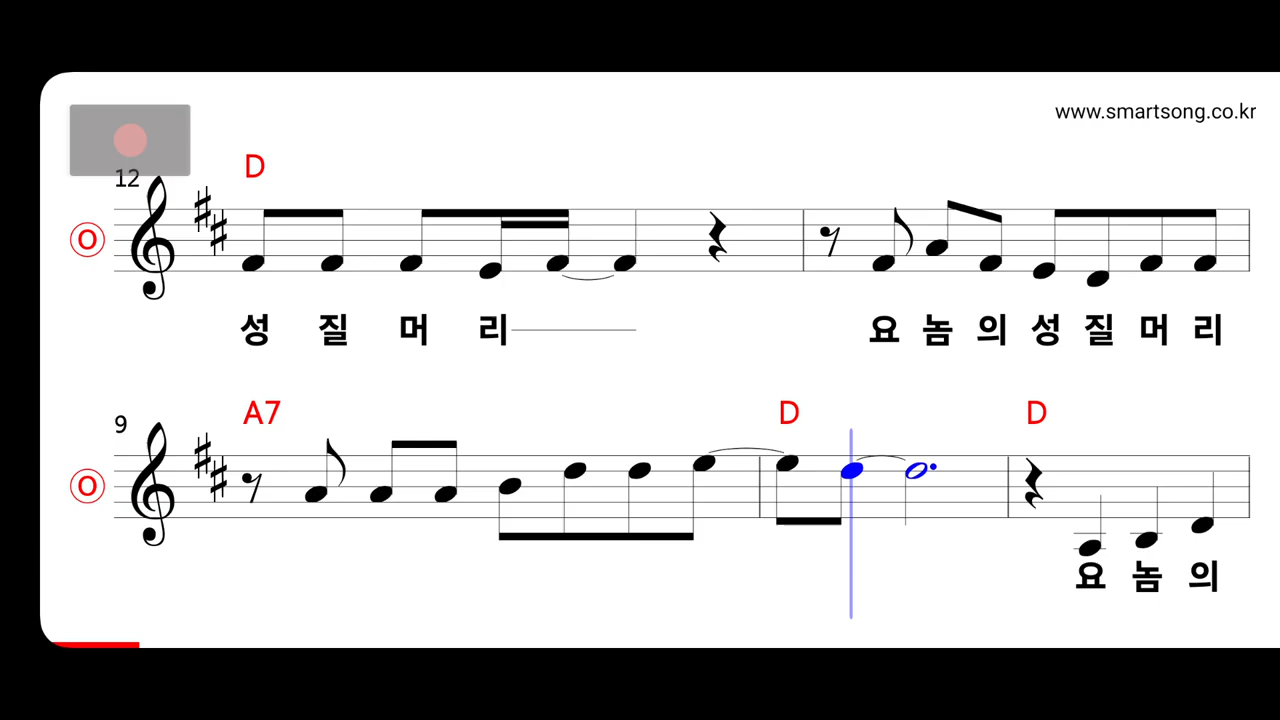 www.smartsong.co.kr
12
D
O
성 질 머 리 요 놈 의 성 질 머 리
9
A7 D D
O
요 놈 의